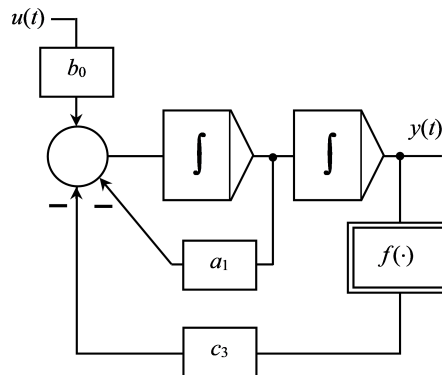 u(t)
b₀
∫
∫
y(t)
a₁
f(·)
c₃